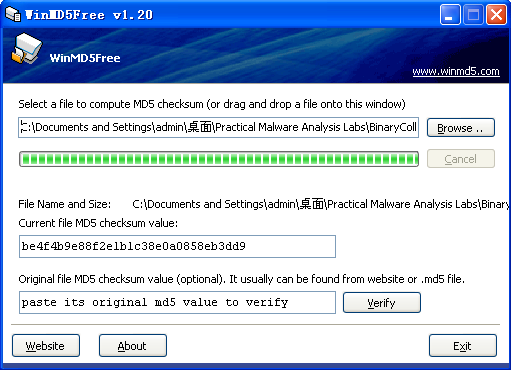 WinMD5Free v1.20
WinMD5Free
www.winmd5.com
Select a file to compute MD5 checksum (or drag and drop a file onto this window)
C:\Documents and Settings\admin\桌面\Practical Malware Analysis Labs\BinaryColl
Browse ..
Cancel
File Name and Size: C:\Documents and Settings\admin\桌面\Practical Malware Analysis Labs\Binary
Current file MD5 checksum value:
be4f4b9e88f2e1b1c38e0a0858eb3dd9
Original file MD5 checksum value (optional). It usually can be found from website or .md5 file.
paste its original md5 value to verify
Verify
Website
About
Exit